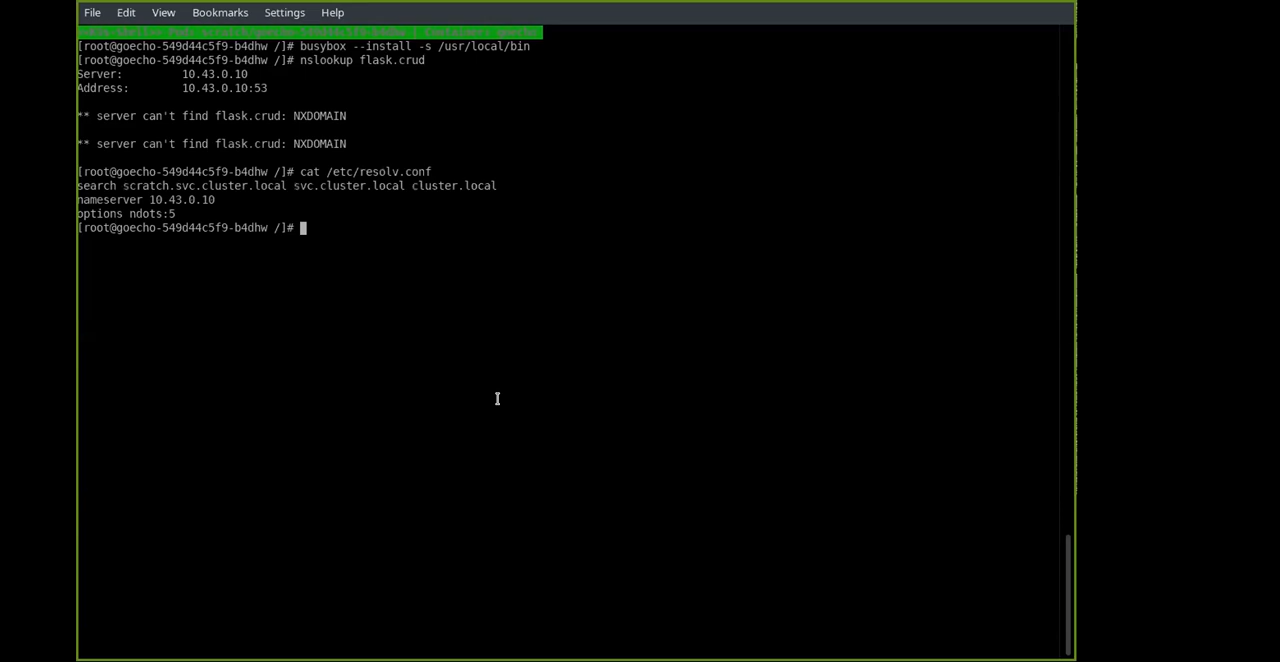 File Edit View Bookmarks Settings Help
[root@goecho-549d44c5f9-b4dhw /]# busybox --install -s /usr/local/bin
[root@goecho-549d44c5f9-b4dhw /]# nslookup flask.crud
Server: 10.43.0.10
Address: 10.43.0.10:53
** server can't find flask.crud: NXDOMAIN
** server can't find flask.crud: NXDOMAIN
[root@goecho-549d44c5f9-b4dhw /]# cat /etc/resolv.conf
search scratch.svc.cluster.local svc.cluster.local cluster.local
nameserver 10.43.0.10
options ndots:5
[root@goecho-549d44c5f9-b4dhw /]#